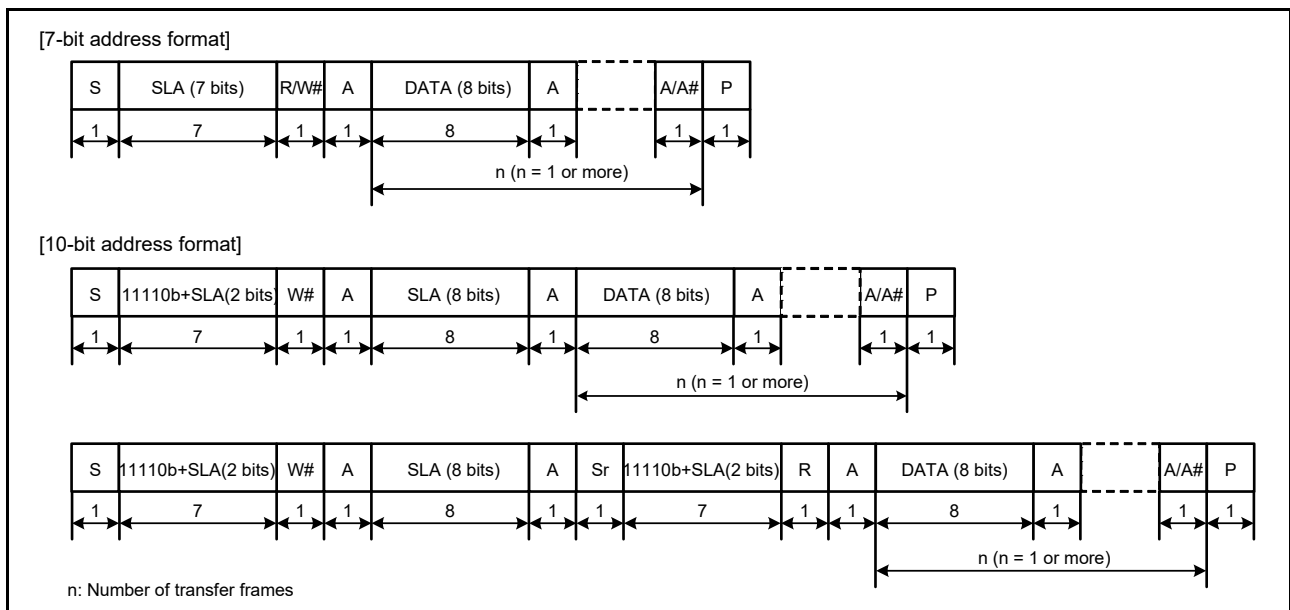 [7-bit address format]
S SLA (7 bits) R/W# A DATA (8 bits) A A/A# P
1 7 1 1 8 1 1 1
n (n = 1 or more)
[10-bit address format]
S 11110b+SLA(2 bits) W# A SLA (8 bits) A DATA (8 bits) A A/A# P
1 7 1 1 8 1 8 1 1 1
n (n = 1 or more)
S 11110b+SLA(2 bits) W# A SLA (8 bits) A Sr 11110b+SLA(2 bits) R A DATA (8 bits) A A/A# P
1 7 1 1 8 1 1 7 1 1 8 1 1 1
n (n = 1 or more)
n: Number of transfer frames